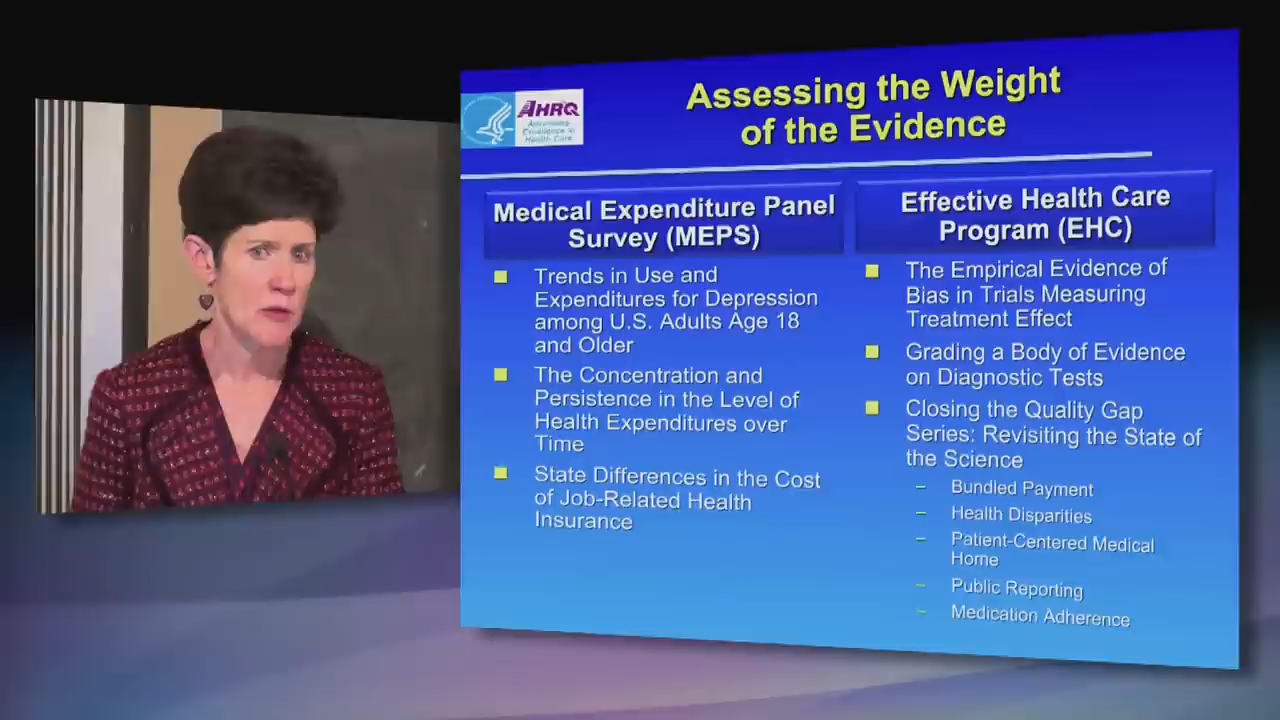 AHRQ
Advancing
Excellence in
Health Care
Assessing the Weight
of the Evidence
Medical Expenditure Panel
Survey (MEPS)
Trends in Use and
Expenditures for Depression
among U.S. Adults Age 18
and Older
The Concentration and
Persistence in the Level of
Health Expenditures over
Time
State Differences in the Cost
of Job-Related Health
Insurance
Effective Health Care
Program (EHC)
The Empirical Evidence of
Bias in Trials Measuring
Treatment Effect
Grading a Body of Evidence
on Diagnostic Tests
Closing the Quality Gap
Series: Revisiting the State of
the Science
– Bundled Payment
– Health Disparities
– Patient-Centered Medical
Home
– Public Reporting
– Medication Adherence